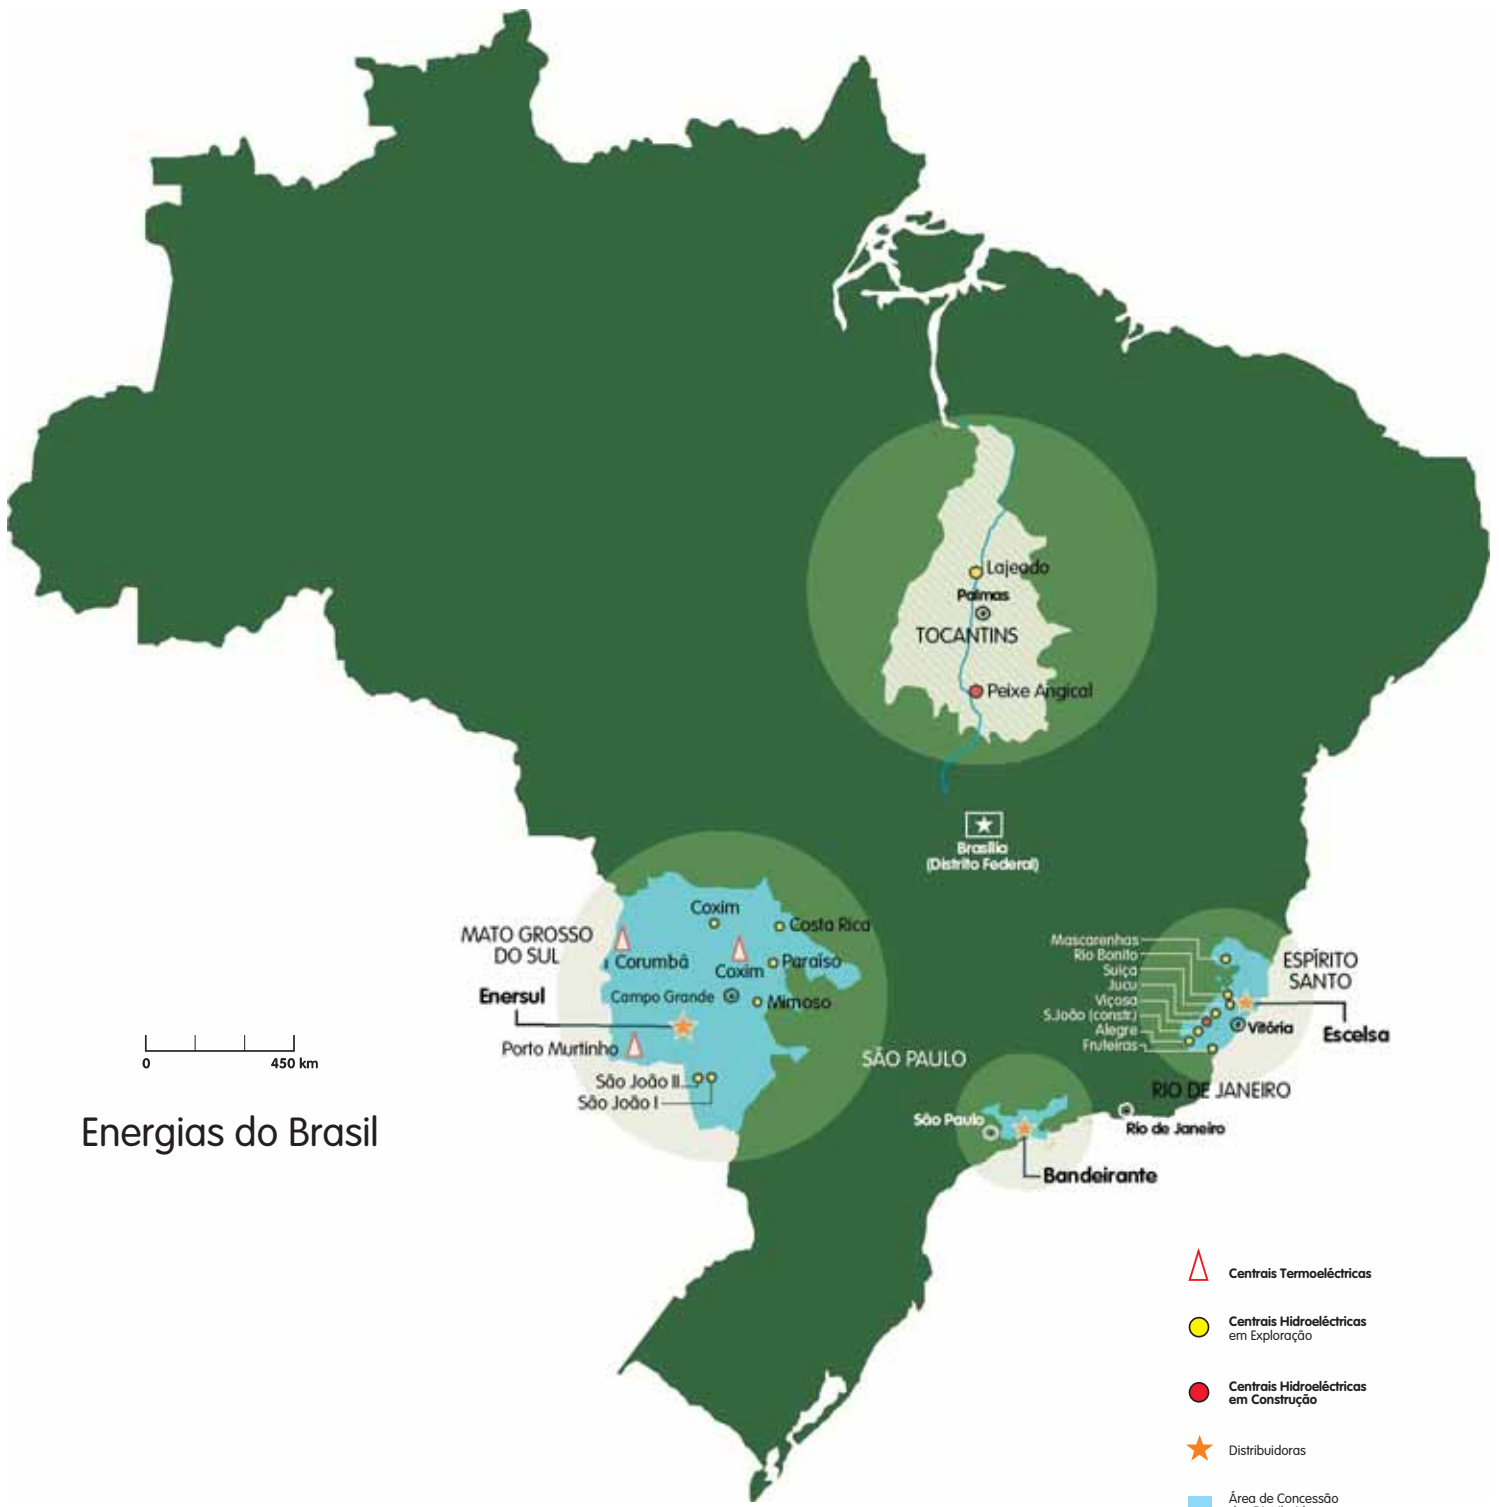 Lajeado
Palmas
TOCANTINS
Peixe Angical
Brasília
(Distrito Federal)
MATO GROSSO
DO SUL
Enersul
Coxim
Costa Rica
Corumbá
Coxim
Paraíso
Campo Grande
Mimoso
Porto Murtinho
São João II
São João I
Mascarenhas
Rio Bonito
Suiça
Jucu
Viçosa
S.João (constr.)
Alegre
Fruteiras
ESPÍRITO
SANTO
Vitória
Escelsa
SÃO PAULO
RIO DE JANEIRO
São Paulo
Rio de Janeiro
Bandeirante
0
450 km
Energias do Brasil
Centrais Termoeléctricas
Centrais Hidroeléctricas
em Exploração
Centrais Hidroeléctricas
em Construção
Distribuidoras
Área de Concessão